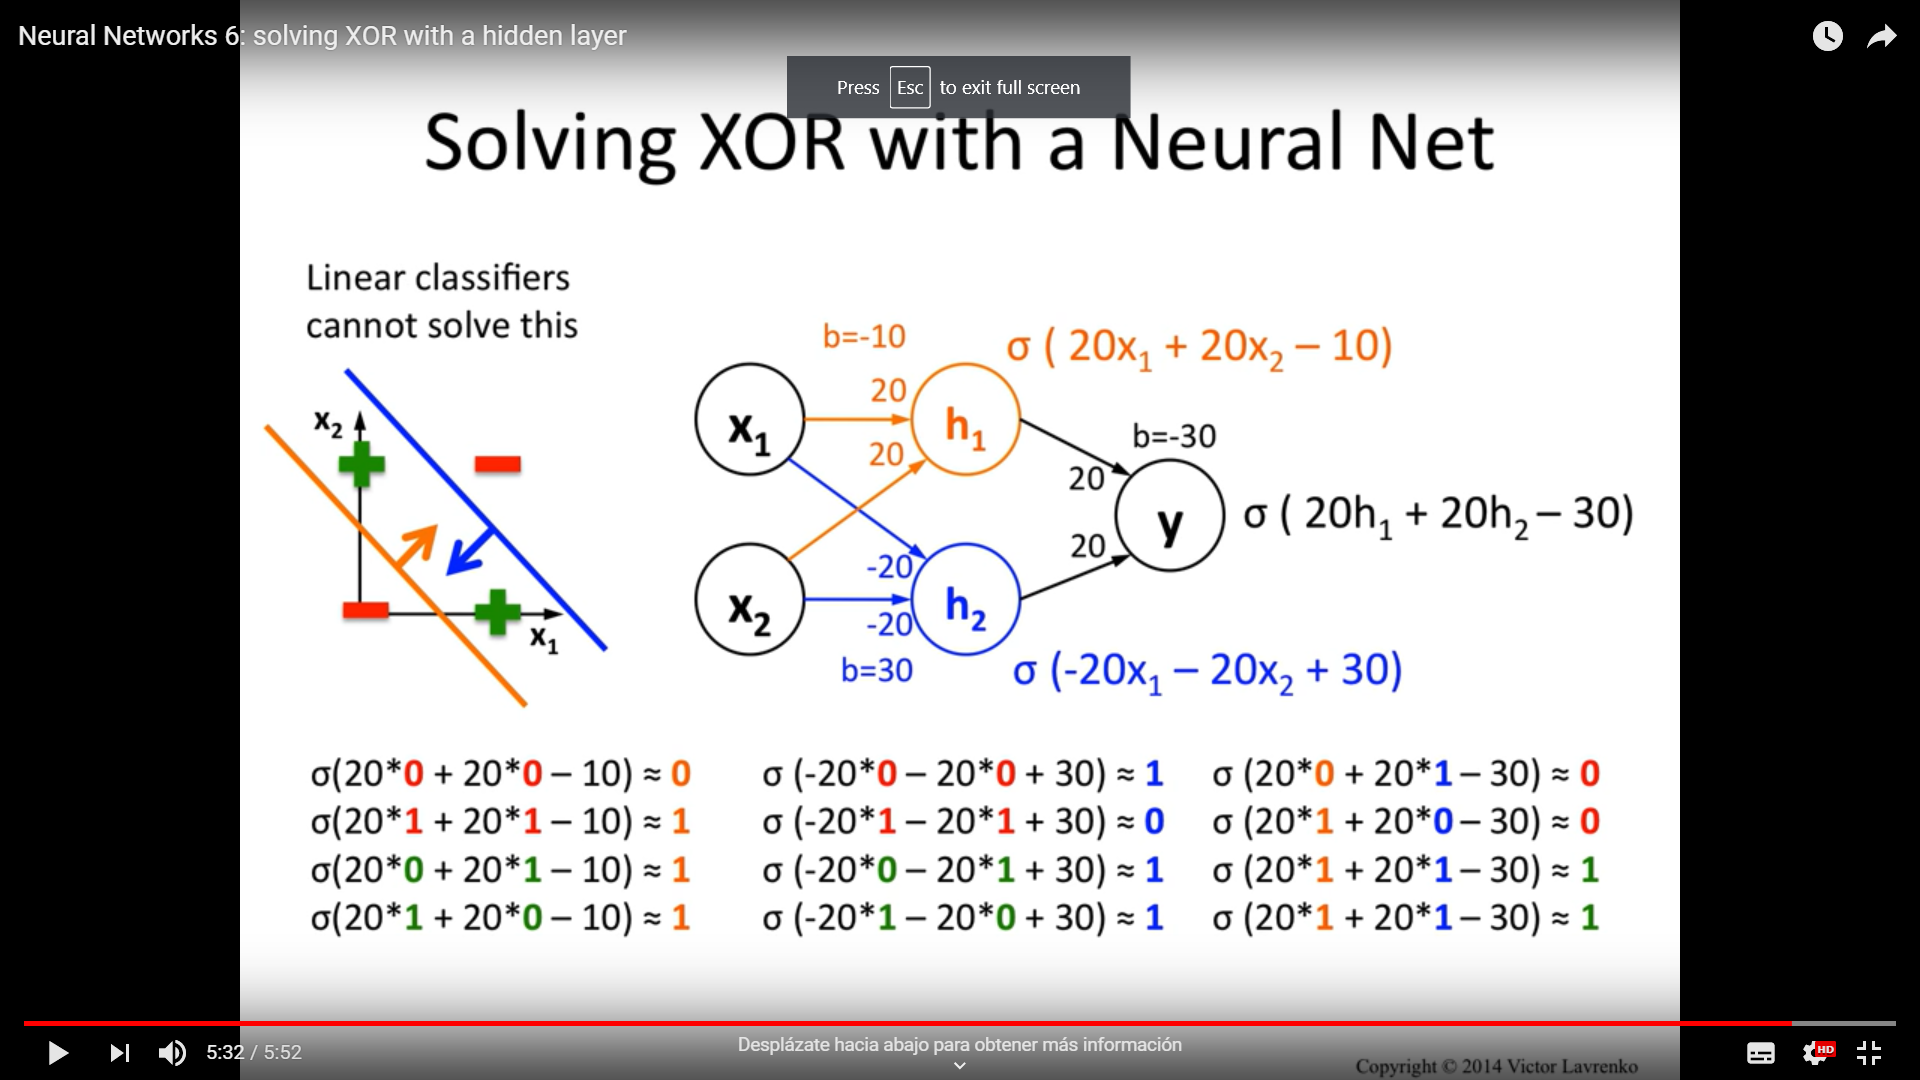 Neural Networks 6: solving XOR with a hidden layer
Press Esc to exit full screen
Solving XOR with a Neural Net
Linear classifiers
cannot solve this
x₂
x₁
b=-10
σ ( 20x₁ + 20x₂ – 10)
20
20
x₁
h₁
b=-30
20
y
σ ( 20h₁ + 20h₂ – 30)
20
-20
x₂
h₂
-20
b=30
σ (-20x₁ – 20x₂ + 30)
σ(20*0 + 20*0 – 10) ≈ 0 σ (-20*0 – 20*0 + 30) ≈ 1 σ (20*0 + 20*1 – 30) ≈ 0
σ(20*1 + 20*1 – 10) ≈ 1 σ (-20*1 – 20*1 + 30) ≈ 0 σ (20*1 + 20*0 – 30) ≈ 0
σ(20*0 + 20*1 – 10) ≈ 1 σ (-20*0 – 20*1 + 30) ≈ 1 σ (20*1 + 20*1 – 30) ≈ 1
σ(20*1 + 20*0 – 10) ≈ 1 σ (-20*1 – 20*0 + 30) ≈ 1 σ (20*1 + 20*1 – 30) ≈ 1
5:32 / 5:52
Desplázate hacia abajo para obtener más información
HD
Copyright © 2014 Victor Lavrenko